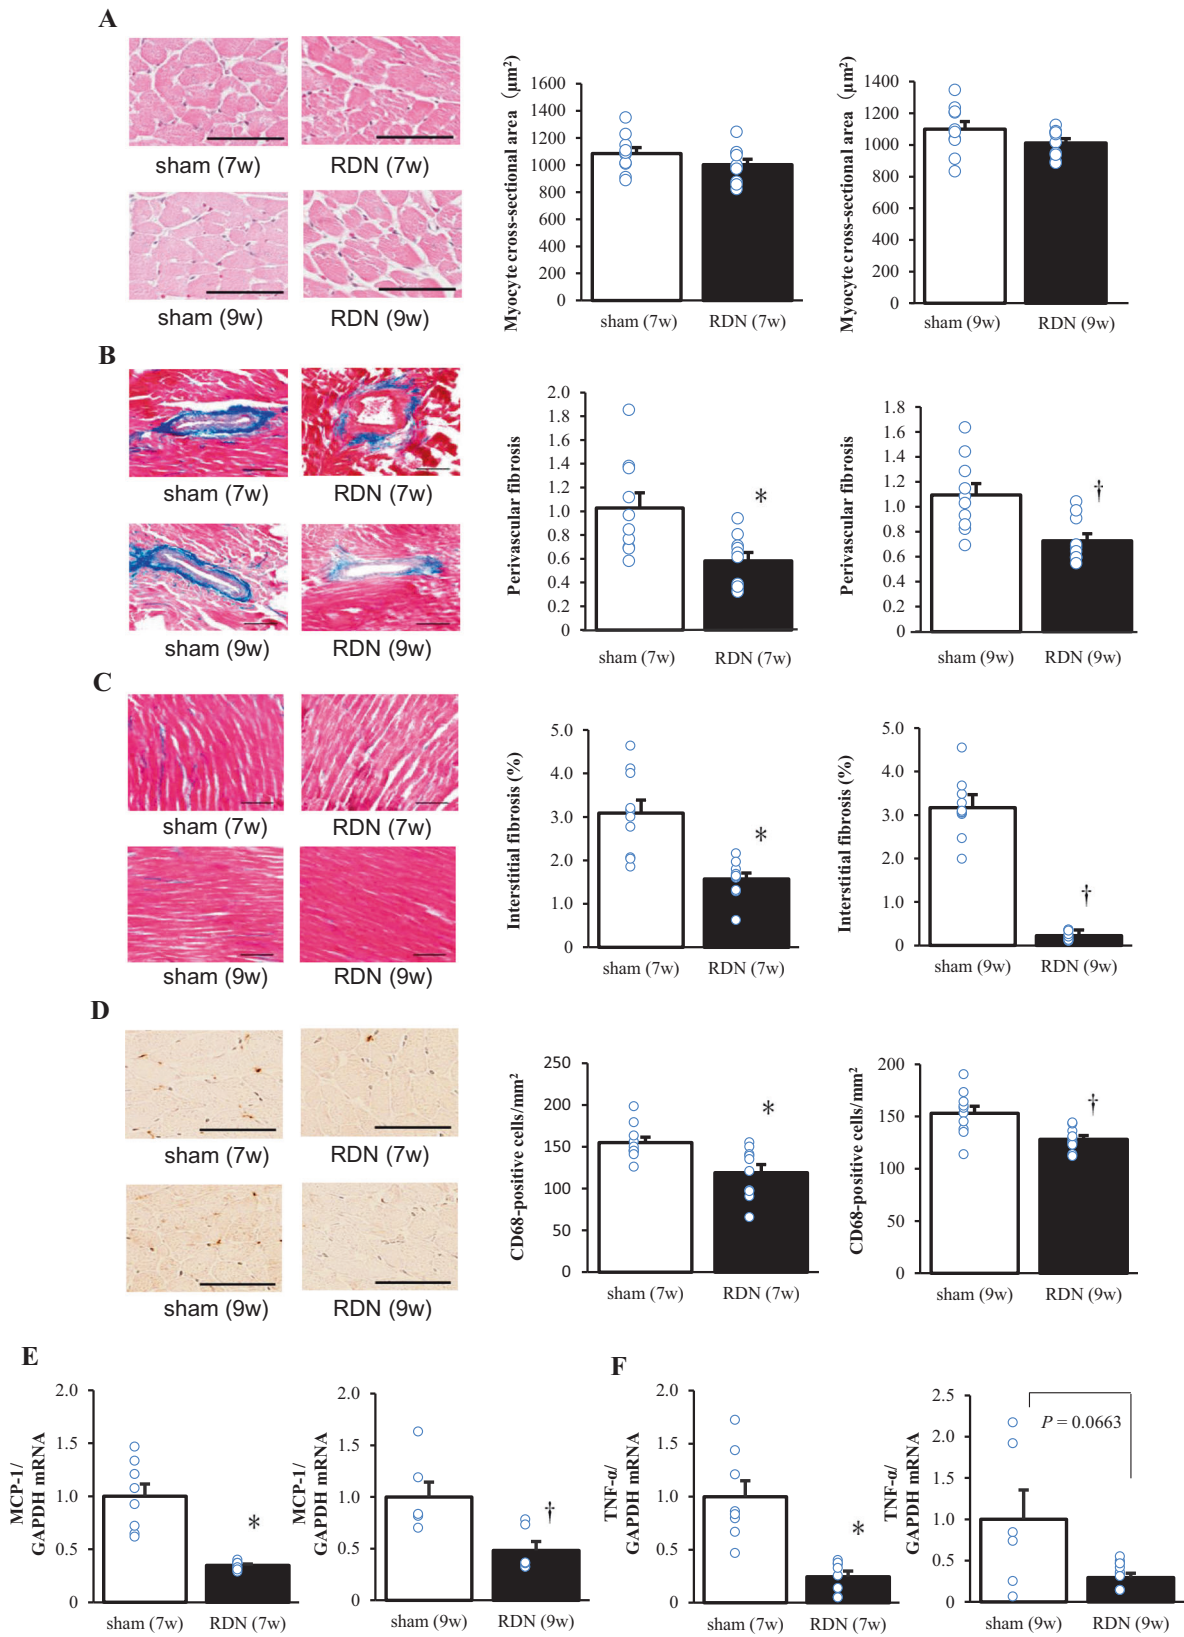 A
sham (7w)
RDN (7w)
sham (9w)
RDN (9w)
Myocyte cross-sectional area (μm²)
1600
1400
1200
1000
800
600
400
200
0
sham (7w)
RDN (7w)
Myocyte cross-sectional area (μm²)
1400
1200
1000
800
600
400
200
0
sham (9w)
RDN (9w)
B
sham (7w)
RDN (7w)
sham (9w)
RDN (9w)
Perivascular fibrosis
2.0
1.8
1.6
1.4
1.2
1.0
0.8
0.6
0.4
0.2
0
*
sham (7w)
RDN (7w)
Perivascular fibrosis
1.8
1.6
1.4
1.2
1.0
0.8
0.6
0.4
0.2
0
†
sham (9w)
RDN (9w)
C
sham (7w)
RDN (7w)
sham (9w)
RDN (9w)
Interstitial fibrosis (%)
5.0
4.0
3.0
2.0
1.0
0
*
sham (7w)
RDN (7w)
Interstitial fibrosis (%)
5.0
4.0
3.0
2.0
1.0
0
†
sham (9w)
RDN (9w)
D
sham (7w)
RDN (7w)
sham (9w)
RDN (9w)
CD68-positive cells/mm²
250
200
150
100
50
0
*
sham (7w)
RDN (7w)
CD68-positive cells/mm²
200
150
100
50
0
†
sham (9w)
RDN (9w)
E
MCP-1/
GAPDH mRNA
2.0
1.5
1.0
0.5
0
*
sham (7w)
RDN (7w)
MCP-1/
GAPDH mRNA
2.0
1.5
1.0
0.5
0
†
sham (9w)
RDN (9w)
F
TNF-α/
GAPDH mRNA
2.0
1.5
1.0
0.5
0
*
sham (7w)
RDN (7w)
TNF-α/
GAPDH mRNA
2.5
2.0
1.5
1.0
0.5
0
P = 0.0663
sham (9w)
RDN (9w)